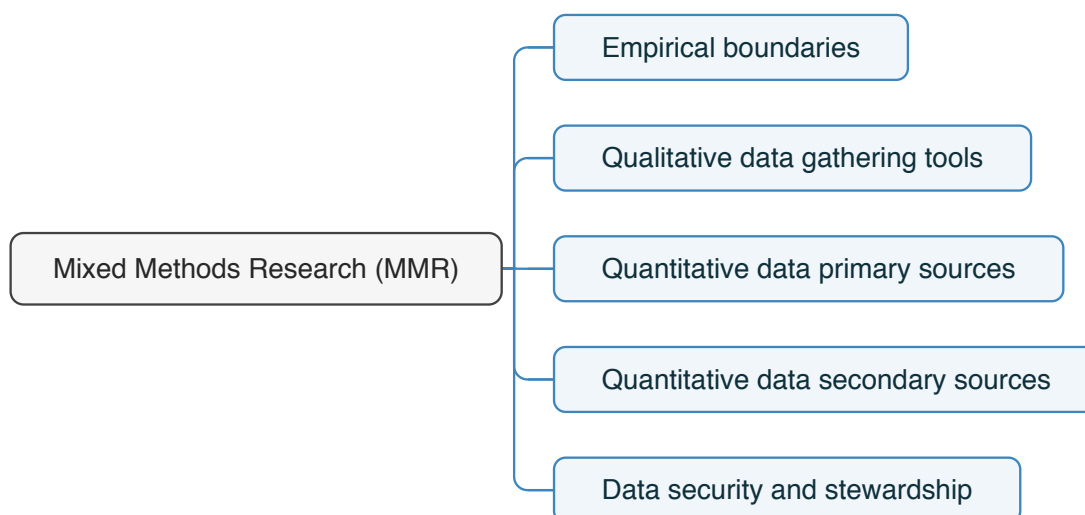 Empirical boundaries
Qualitative data gathering tools
Mixed Methods Research (MMR)
Quantitative data primary sources
Quantitative data secondary sources
Data security and stewardship